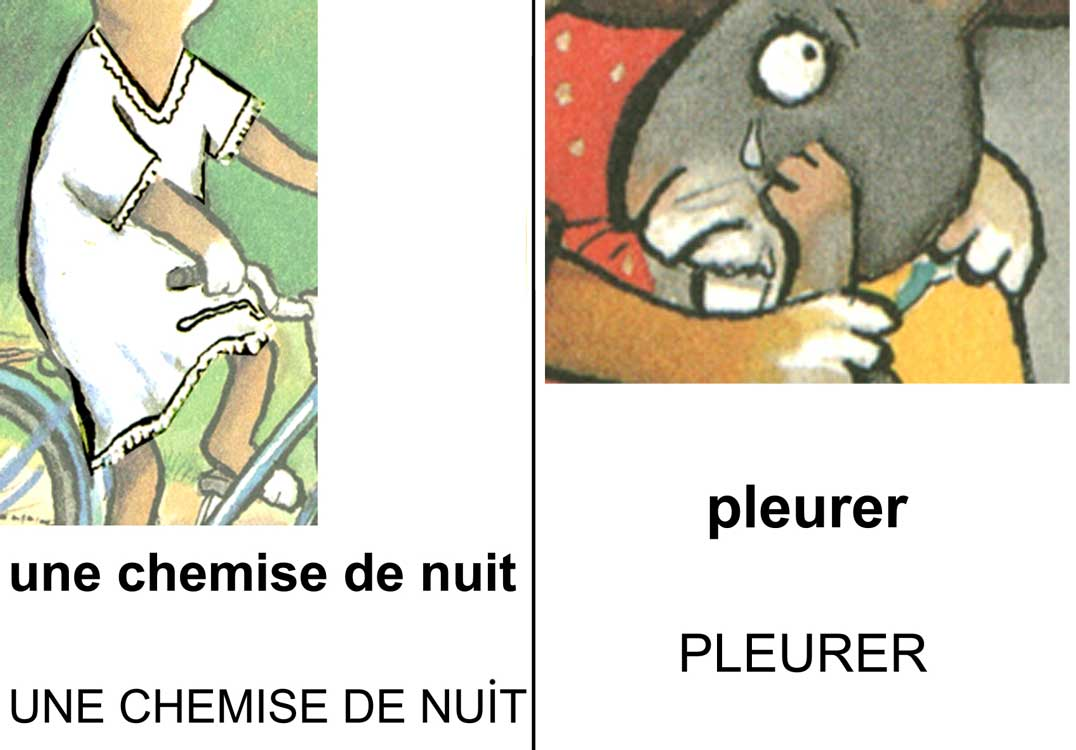 une chemise de nuit
UNE CHEMISE DE NUİT
pleurer
PLEURER